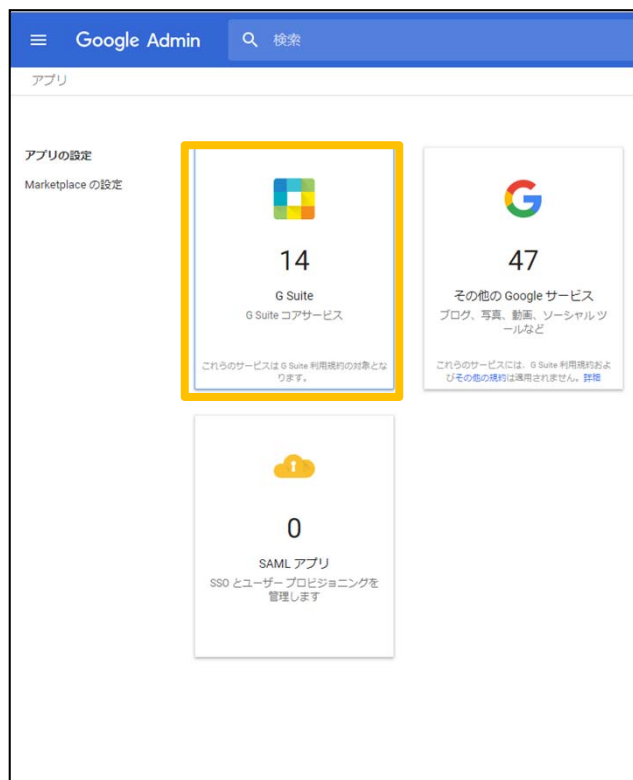 Google Admin
検索
アプリ
アプリの設定
Marketplace の設定
14
G Suite
G Suite コアサービス
これらのサービスは G Suite 利用規約の対象とな
ります。
47
その他の Google サービス
ブログ、写真、動画、ソーシャル ツ
ールなど
これらのサービスには、G Suite 利用規約およ
びその他の規約は適用されません。詳細
0
SAML アプリ
SSO とユーザー プロビジョニングを
管理します